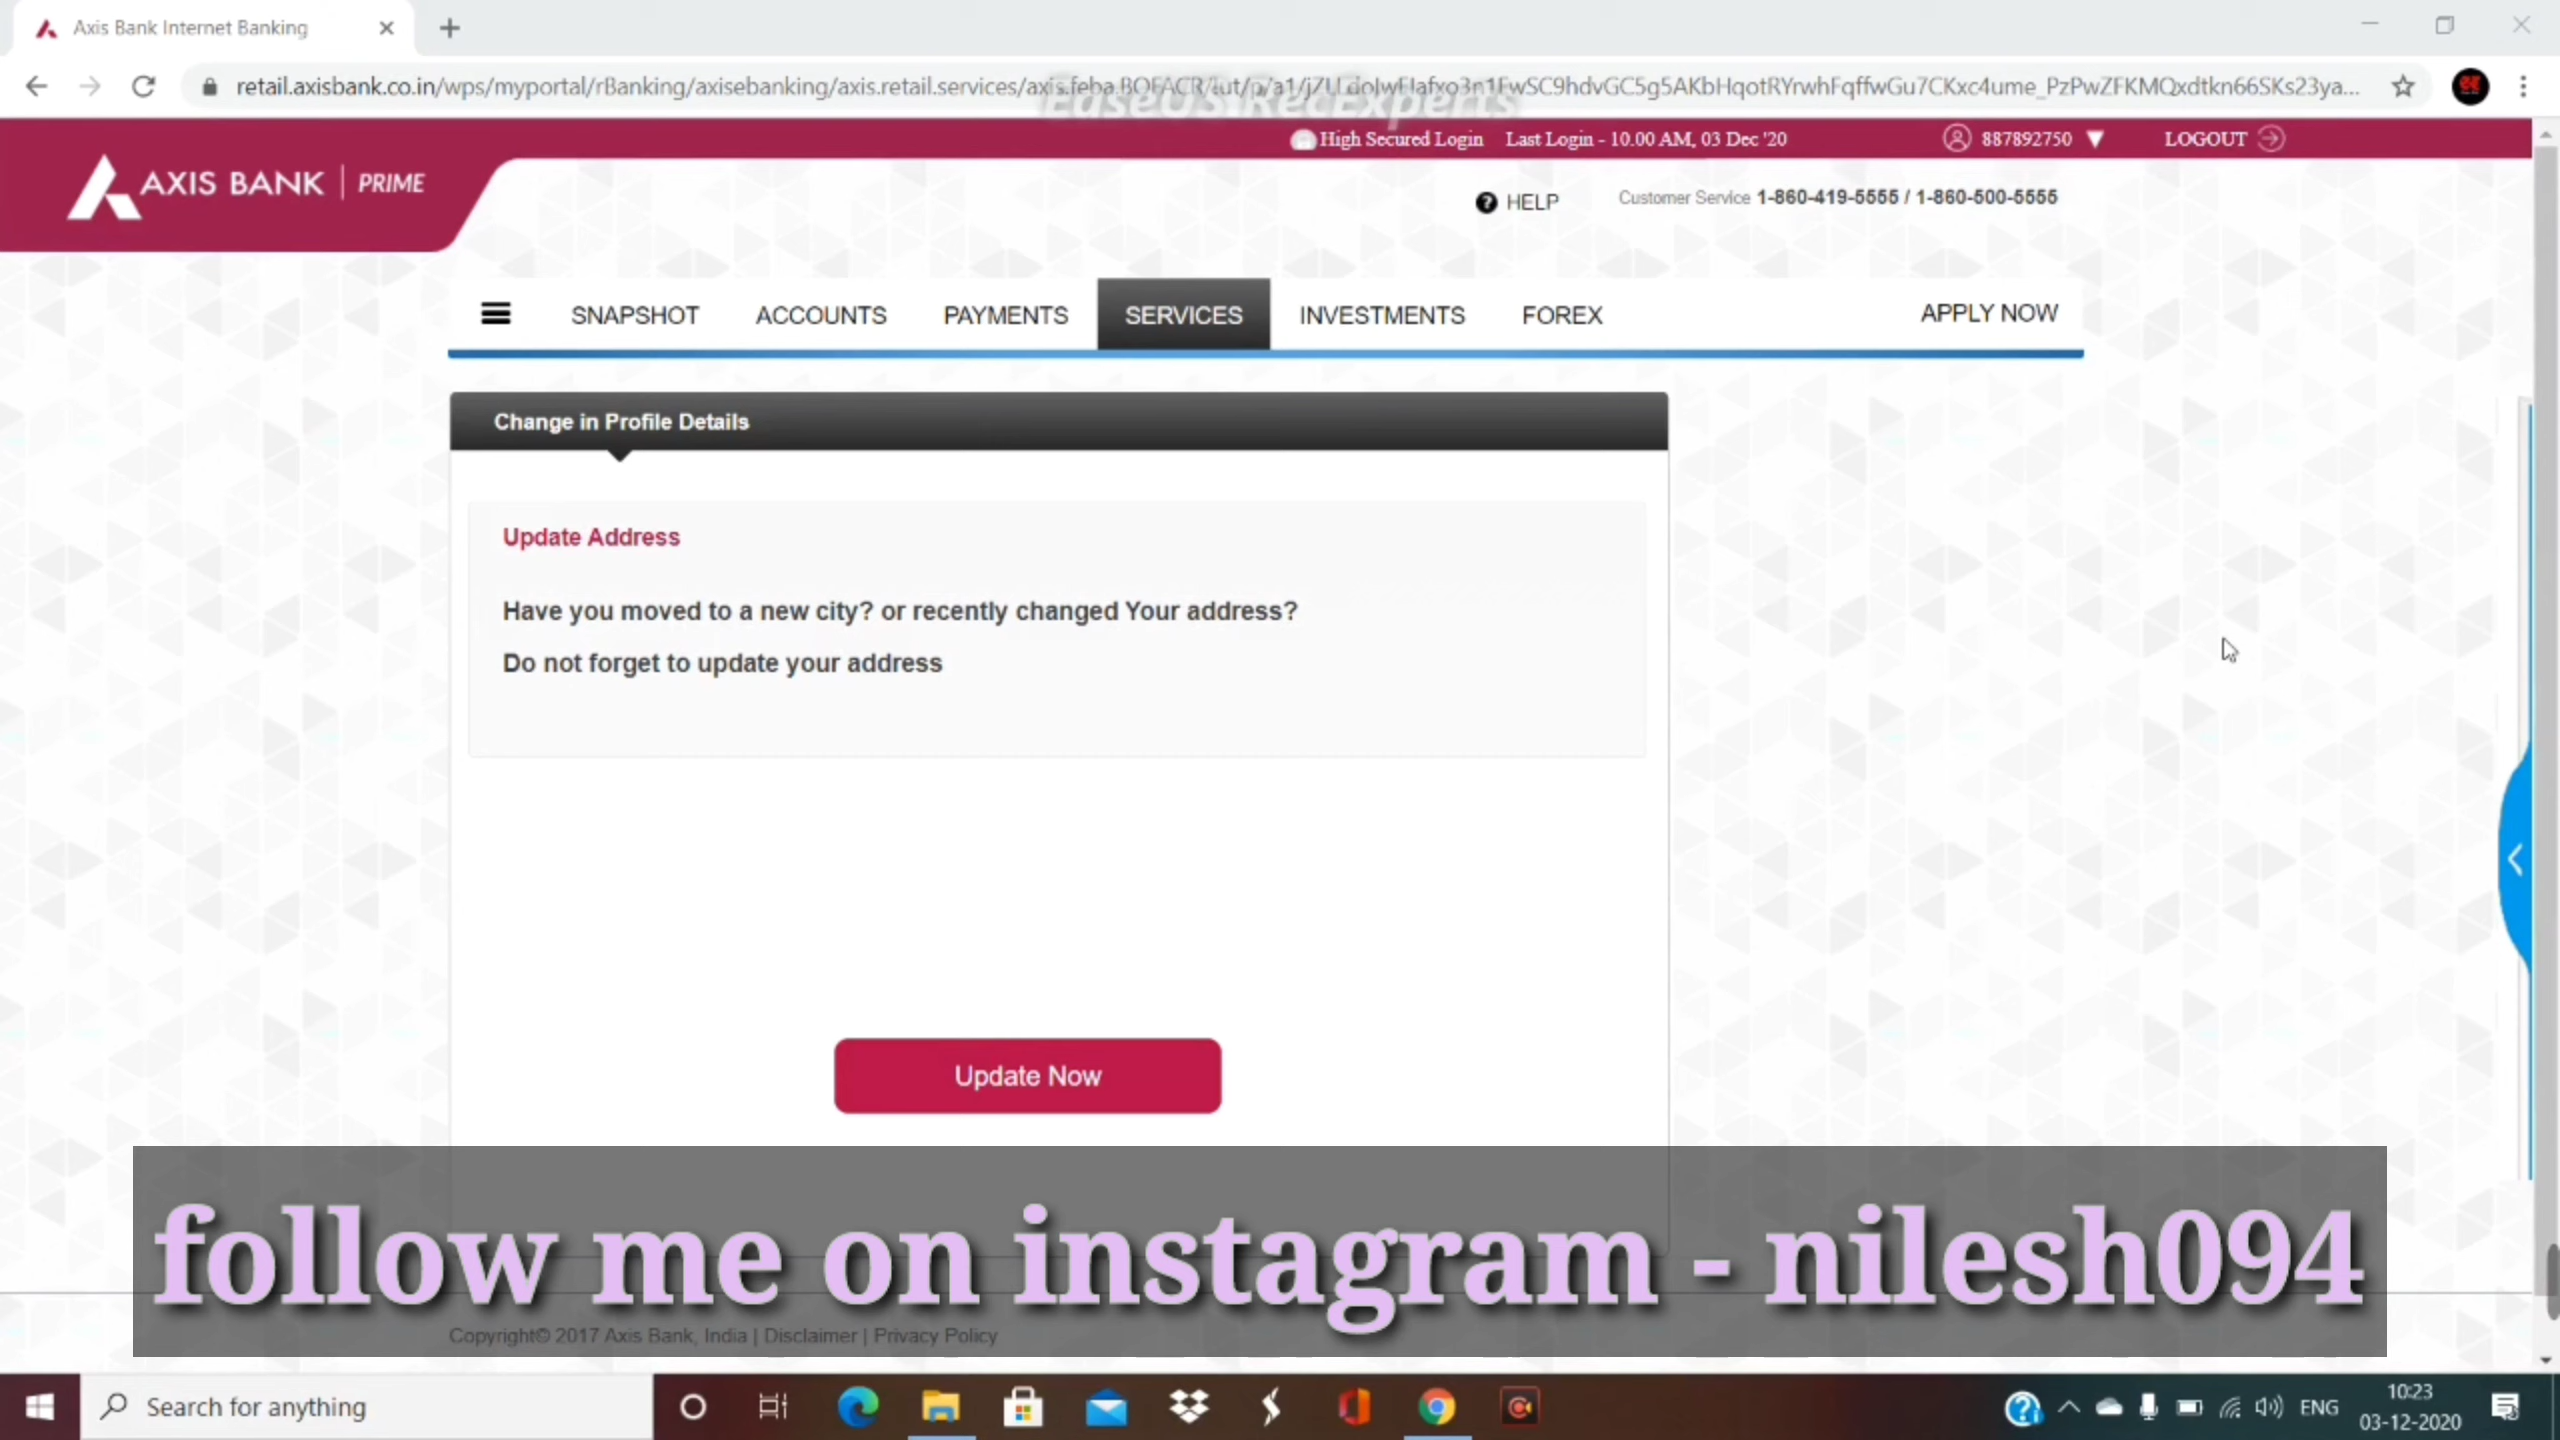 Axis Bank Internet Banking
retail.axisbank.co.in/wps/myportal/rBanking/axisebanking/axis.retail.services/axis.feba.
EaseUS RecExperts
High Secured Login Last Login - 10.00 AM, 03 Dec '20 887892750 LOGOUT
AXIS BANK | PRIME
HELP Customer Service 1-860-419-5555 / 1-860-500-5555
SNAPSHOT ACCOUNTS PAYMENTS SERVICES INVESTMENTS FOREX APPLY NOW
Change in Profile Details
Update Address
Have you moved to a new city? or recently changed Your address?
Do not forget to update your address
Update Now
follow me on instagram - nilesh094
Copyright© 2017 Axis Bank, India | Disclaimer | Privacy Policy
Search for anything
ENG
10:23
03-12-2020